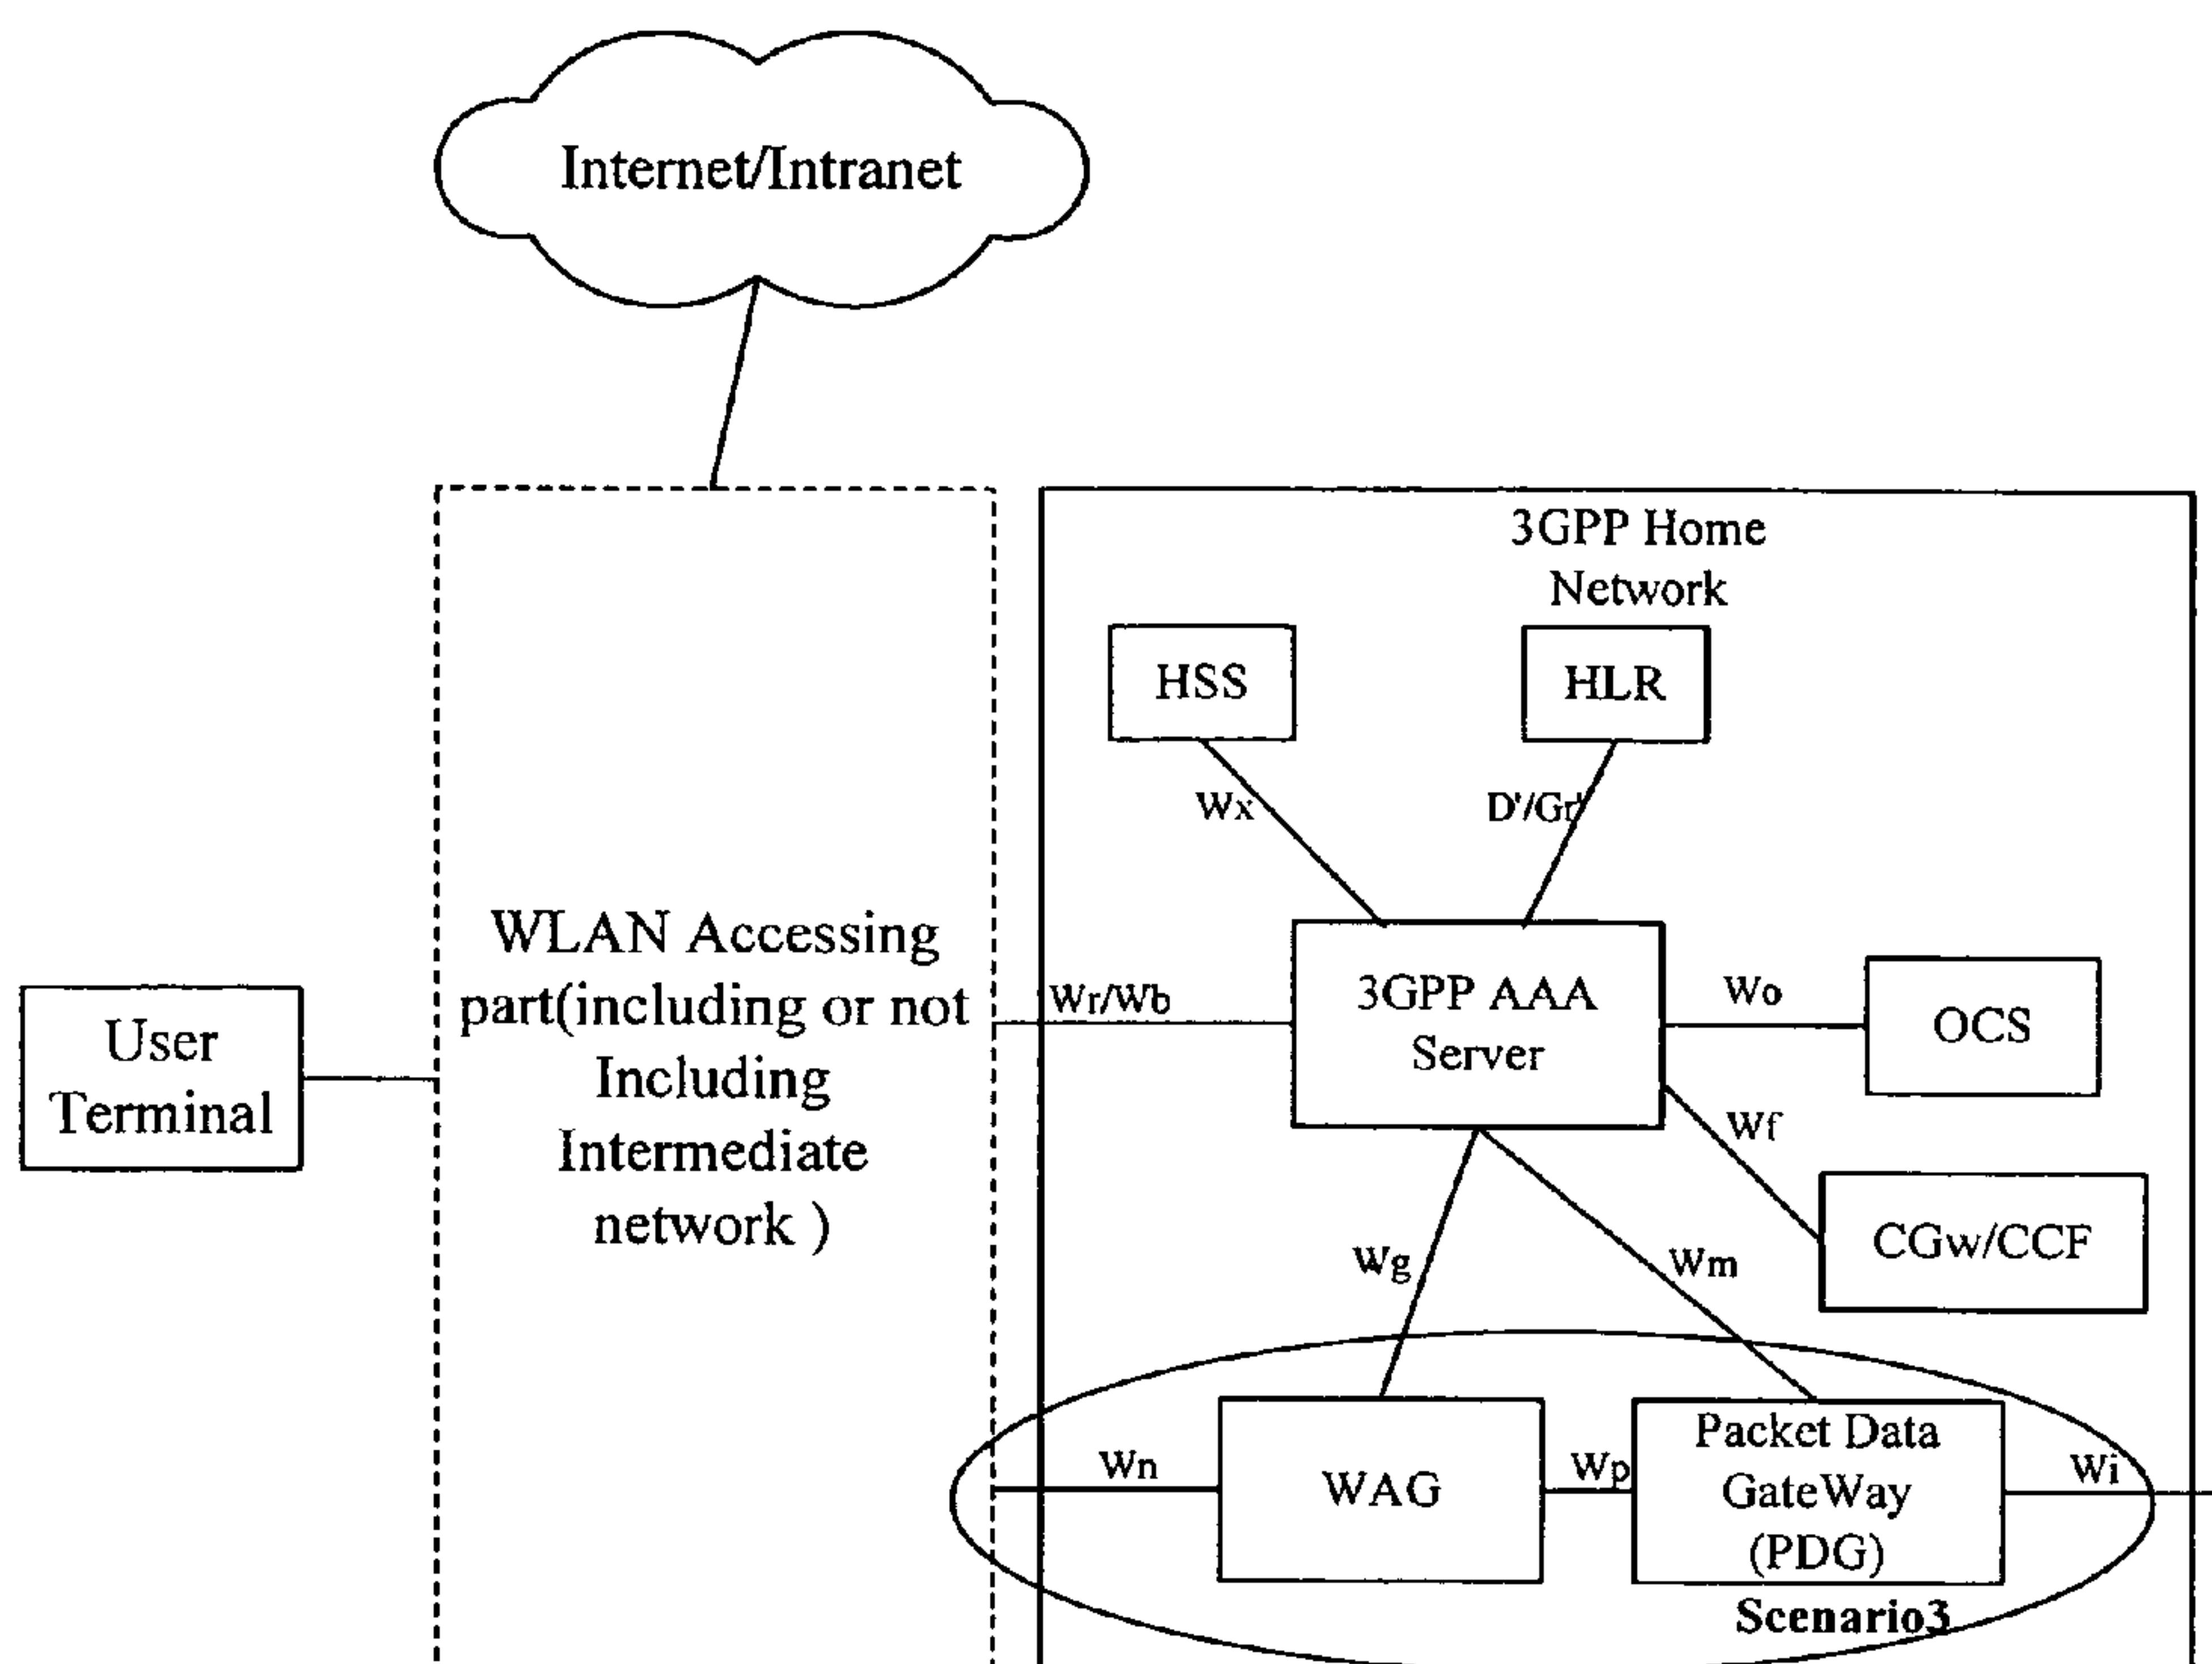 Internet/Intranet
3GPP Home
Network
HSS
HLR
Wx
D'/Gr'
WLAN Accessing
part(including or not
Including
Intermediate
network )
User
Terminal
Wr/Wb
3GPP AAA
Server
Wo
OCS
Wf
CGw/CCF
Wg
Wm
Wn
WAG
Wp
Packet Data
GateWay
(PDG)
Wi
Scenario3